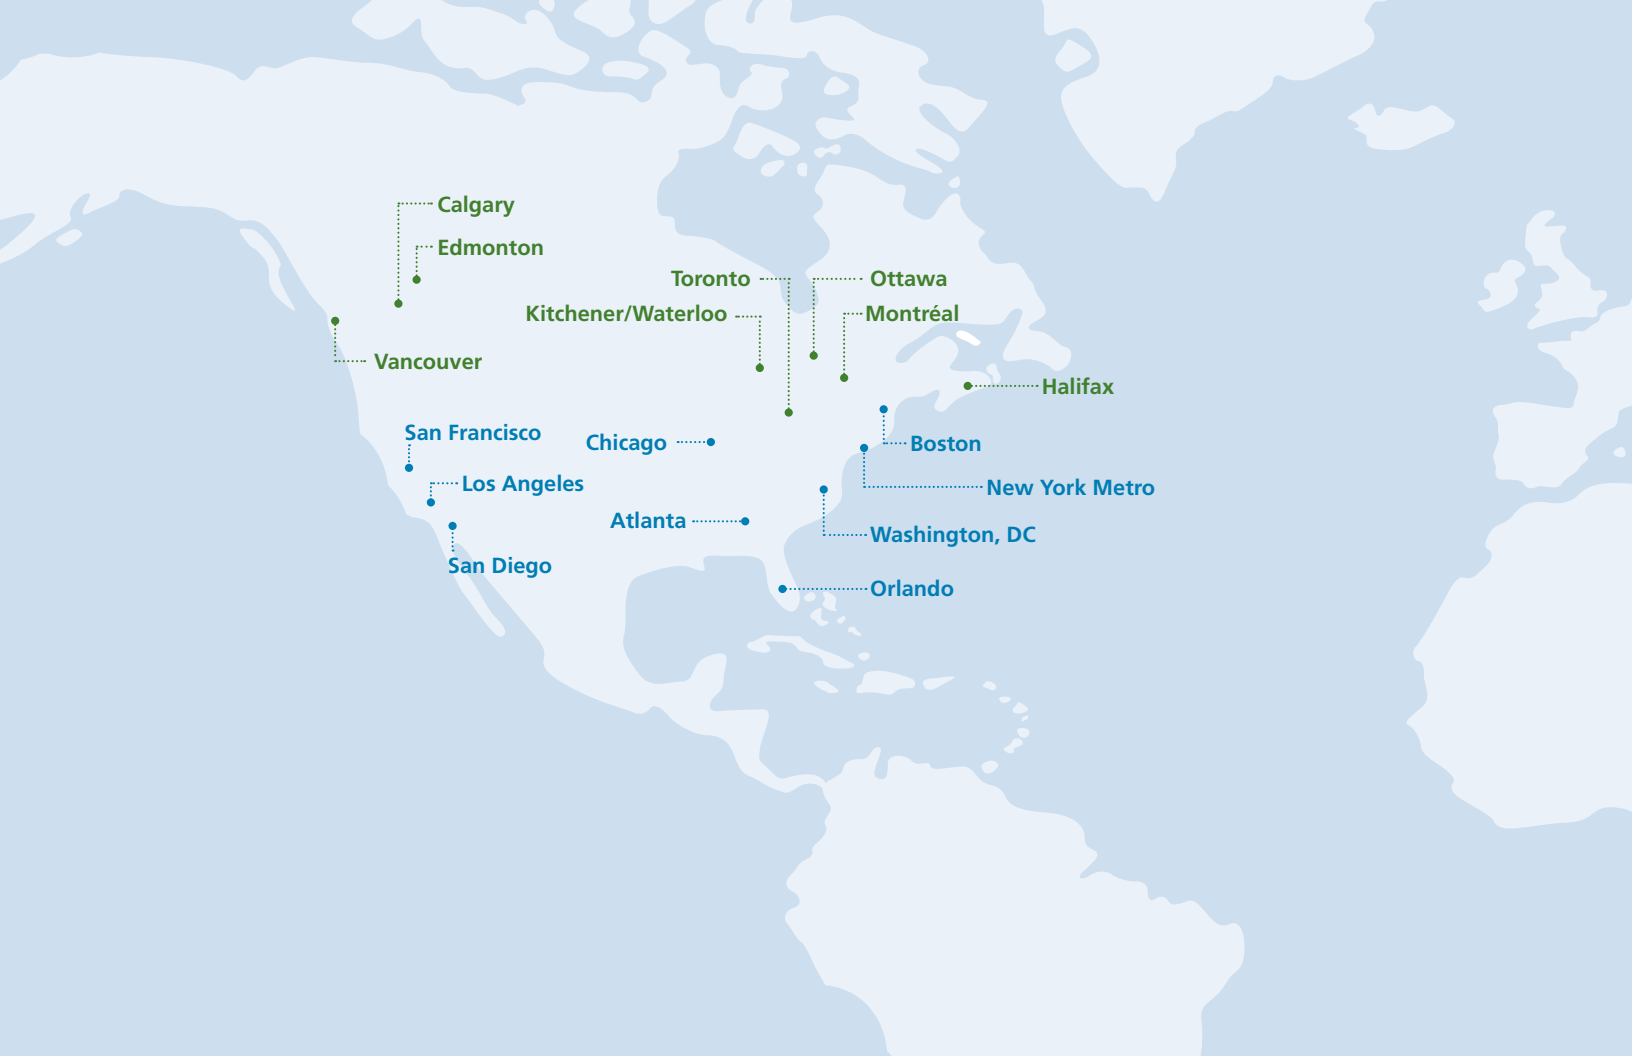 Calgary
Edmonton
Toronto
Ottawa
Kitchener/Waterloo
Montréal
Vancouver
Halifax
San Francisco
Chicago
Boston
Los Angeles
New York Metro
Atlanta
Washington, DC
San Diego
Orlando